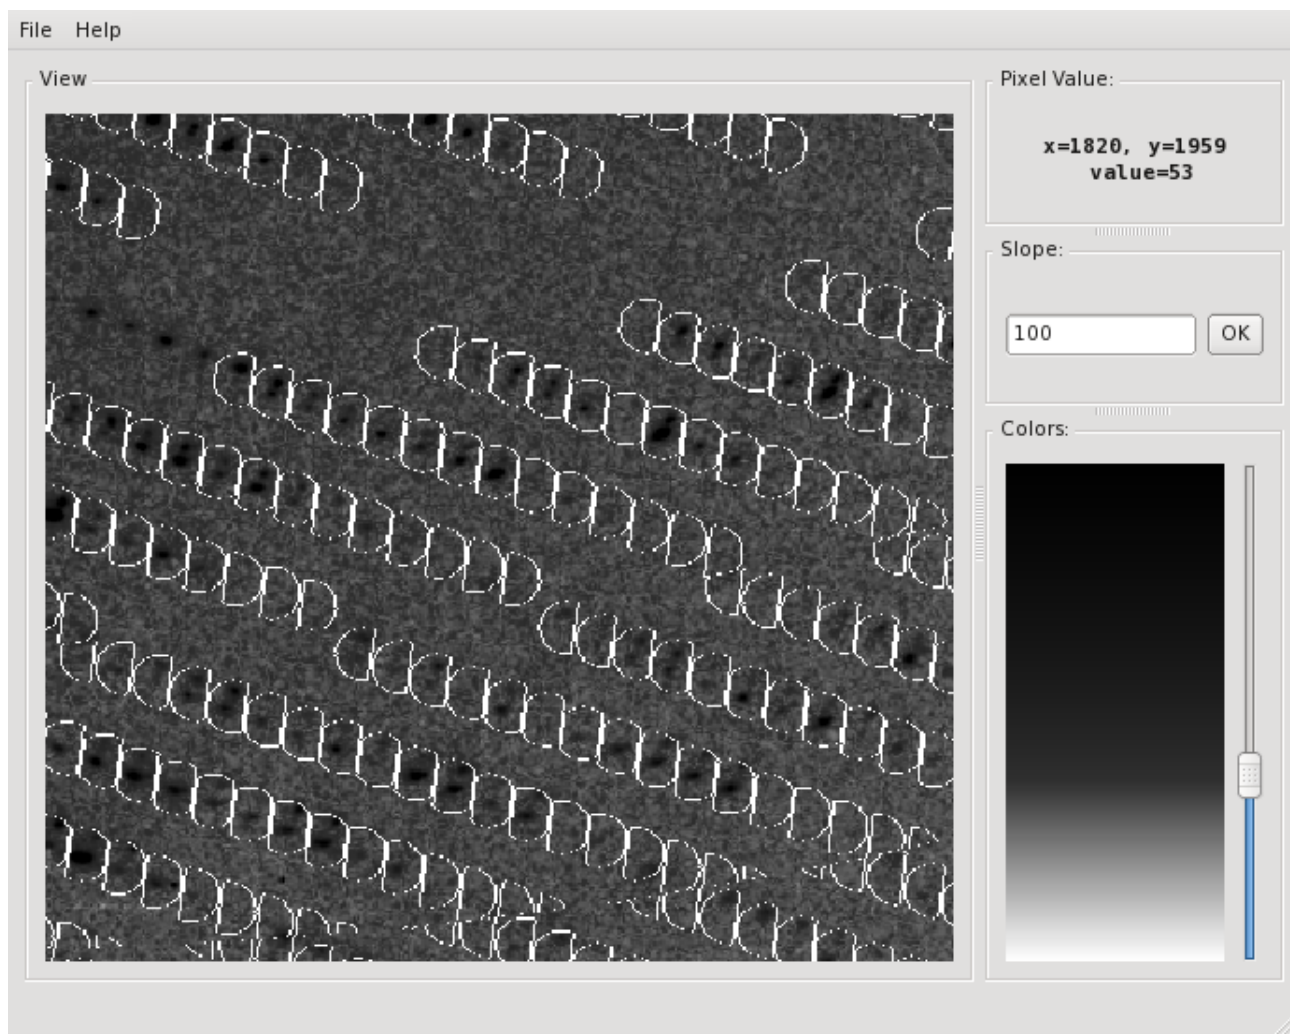 File Help
View
Pixel Value:
x=1820, y=1959
value=53
Slope:
100 OK
Colors: